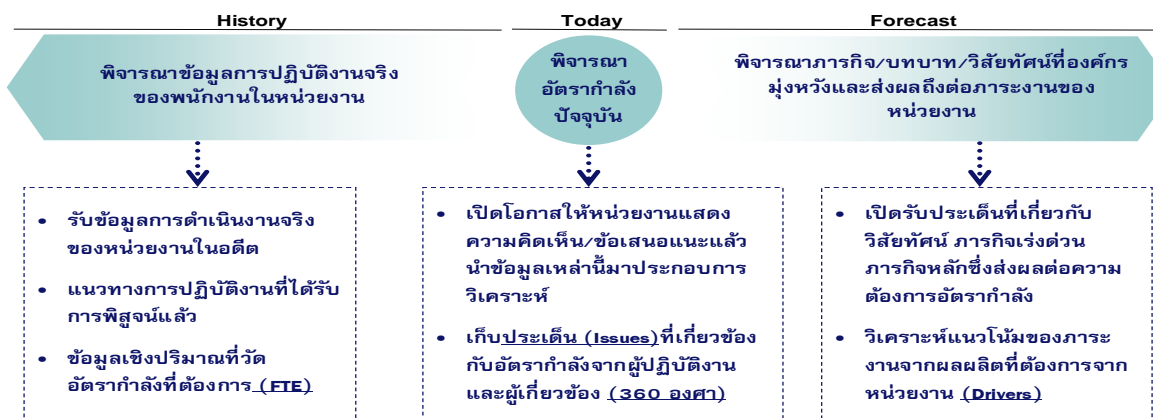 History
Today
Forecast
พิจารณาข้อมูลการปฏิบัติงานจริง
ของพนักงานในหน่วยงาน
พิจารณา
อัตรากำลัง
ปัจจุบัน
พิจารณาภารกิจ/บทบาท/วิสัยทัศน์ที่องค์กร
มุ่งหวังและส่งผลถึงต่อภาระงานของ
หน่วยงาน
• รับข้อมูลการดำเนินงานจริง
ของหน่วยงานในอดีต
• แนวทางการปฏิบัติงานที่ได้รับ
การพิสูจน์แล้ว
• ข้อมูลเชิงปริมาณที่วัด
อัตรากำลังที่ต้องการ (FTE)
• เปิดโอกาสให้หน่วยงานแสดง
ความคิดเห็น/ข้อเสนอแนะแล้ว
นำข้อมูลเหล่านี้มาประกอบการ
วิเคราะห์
• เก็บประเด็น (Issues)ที่เกี่ยวข้อง
กับอัตรากำลังจากผู้ปฏิบัติงาน
และผู้เกี่ยวข้อง (360 องศา)
• เปิดรับประเด็นที่เกี่ยวกับ
วิสัยทัศน์ ภารกิจเร่งด่วน
ภารกิจหลักซึ่งส่งผลต่อความ
ต้องการอัตรากำลัง
• วิเคราะห์แนวโน้มของภาระ
งานจากผลผลิตที่ต้องการจาก
หน่วยงาน (Drivers)